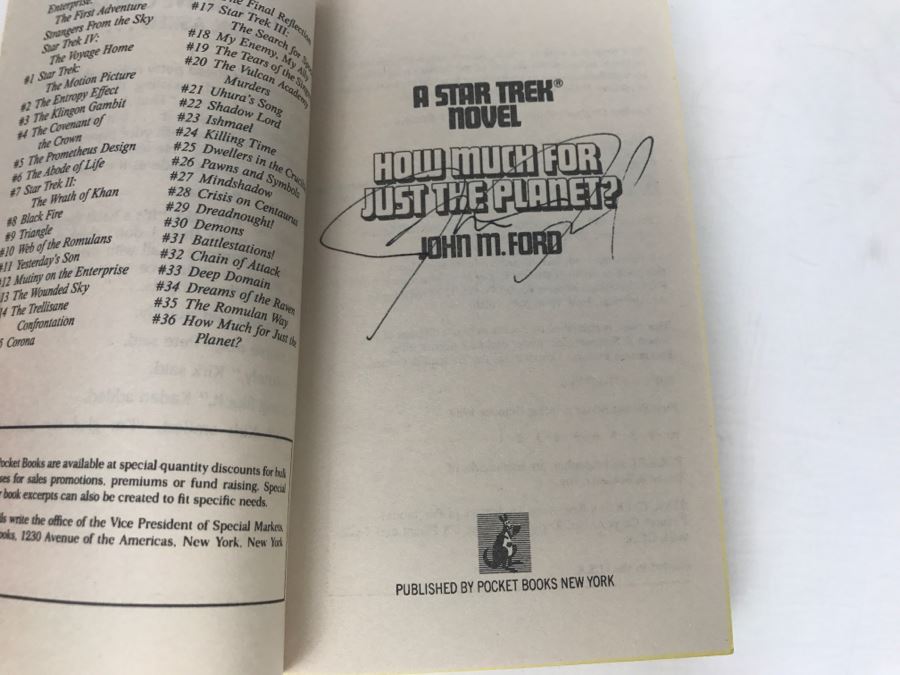 Enterprise:
The First Adventure
Strangers From the Sky
Star Trek IV:
The Voyage Home
#1 Star Trek:
The Motion Picture
#2 The Entropy Effect
#3 The Klingon Gambit
#4 The Covenant of
the Crown
#5 The Prometheus Design
#6 The Abode of Life
#7 Star Trek II:
The Wrath of Khan
#8 Black Fire
#9 Triangle
#10 Web of the Romulans
#11 Yesterday's Son
12 Mutiny on the Enterprise
13 The Wounded Sky
4 The Trellisane
Confrontation
5 Corona
The Final Reflection
#17 Star Trek III:
The Search for
#18 My Enemy, My Ally
#19 The Tears of the
#20 The Vulcan Academy
Murders
#21 Uhura's Song
#22 Shadow Lord
#23 Ishmael
#24 Killing Time
#25 Dwellers in the
#26 Pawns and Symbols
#27 Mindshadow
#28 Crisis on Centaurus
#29 Dreadnought!
#30 Demons
#31 Battlestations!
#32 Chain of Attack
#33 Deep Domain
#34 Dreams of the Raven
#35 The Romulan Way
#36 How Much for Just the
Planet?
Pocket Books are available at special quantity discounts for bulk
ses for sales promotions, premiums or fund raising. Special
r book excerpts can also be created to fit specific needs.
ils write the office of the Vice President of Special Markets,
ooks, 1230 Avenue of the Americas, New York, New York
A STAR TREK®
NOVEL
HOW MUCH FOR
JUST THE PLANET?
JOHN M. FORD
PUBLISHED BY POCKET BOOKS NEW YORK